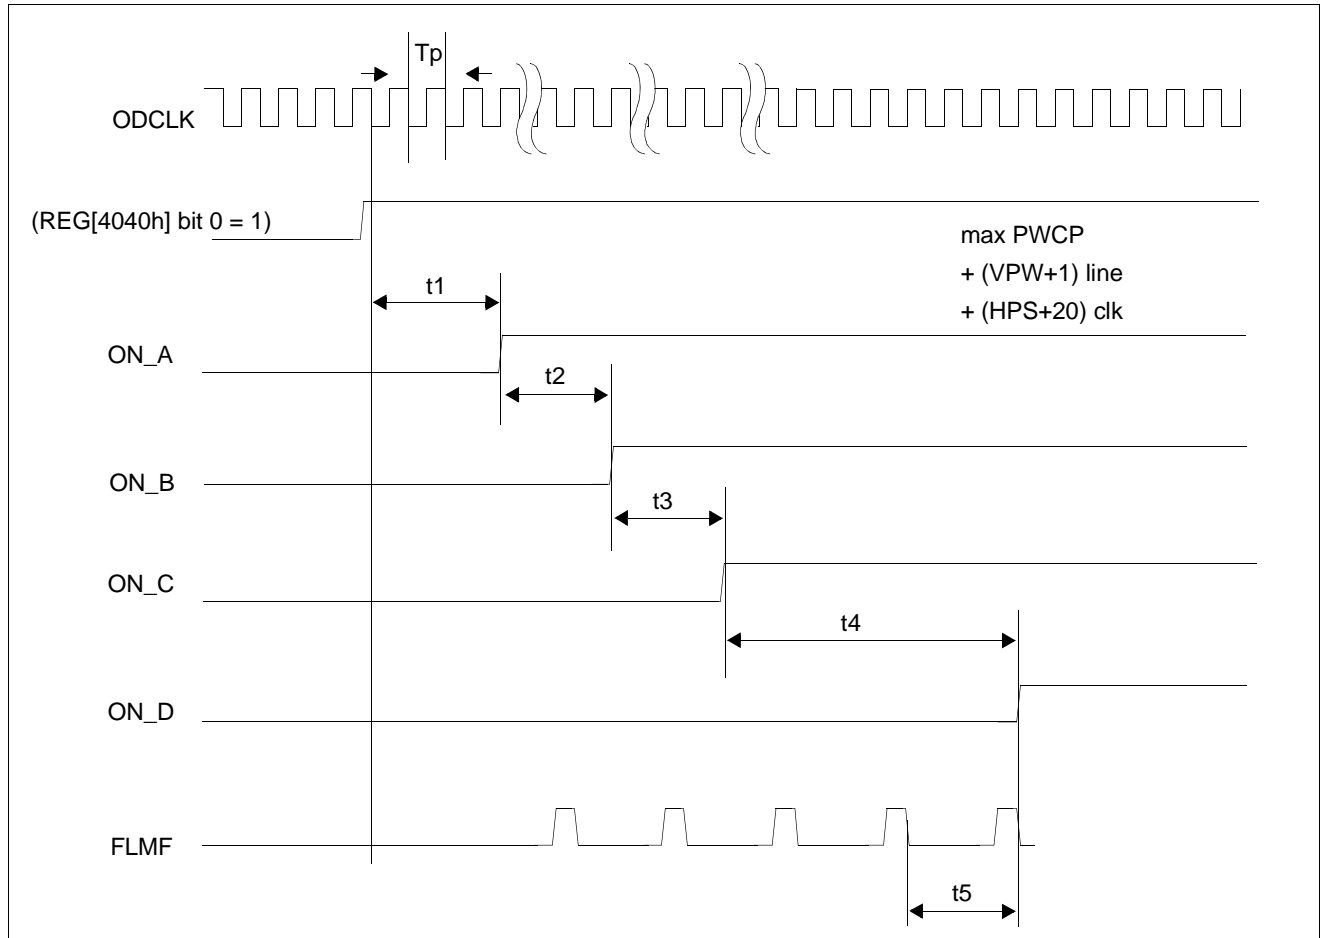 Tp
ODCLK
(REG[4040h] bit 0 = 1)
max PWCP
+ (VPW+1) line
+ (HPS+20) clk
t1
ON_A
t2
ON_B
t3
ON_C
t4
ON_D
FLMF
t5